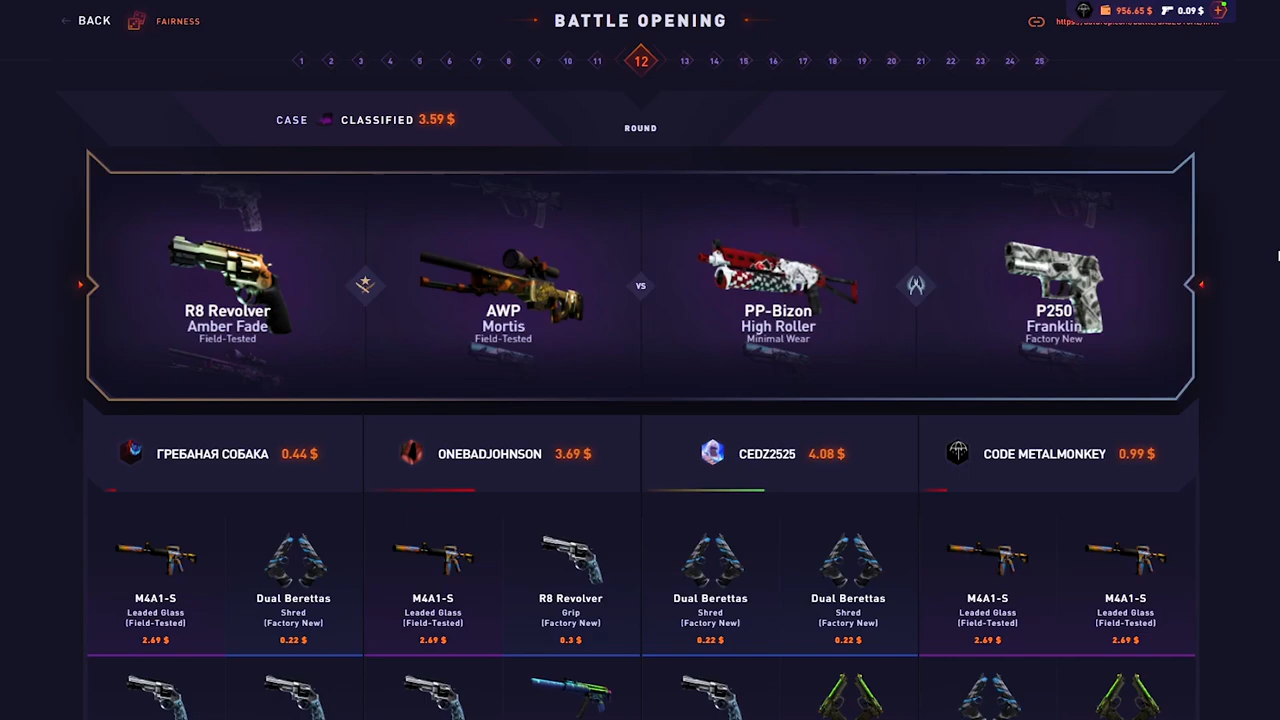 BACK
FAIRNESS
BATTLE OPENING
956.65 $
0.09 $
1 2 3 4 5 6 7 8 9 10 11 12 13 14 15 16 17 18 19 20 21 22 23 24 25
CASE CLASSIFIED 3.59 $
ROUND
R8 Revolver
Amber Fade
Field-Tested
AWP
Mortis
Field-Tested
VS
PP-Bizon
High Roller
Minimal Wear
P250
Franklin
Factory New
ГРЕБАНАЯ СОБАКА 0.44 $
ONEBADJOHNSON 3.69 $
CEDZ2525 4.08 $
CODE METALMONKEY 0.99 $
M4A1-S
Leaded Glass
(Field-Tested)
2.69 $
Dual Berettas
Shred
(Factory New)
0.22 $
M4A1-S
Leaded Glass
(Field-Tested)
2.69 $
R8 Revolver
Grip
(Factory New)
0.3 $
Dual Berettas
Shred
(Factory New)
0.22 $
Dual Berettas
Shred
(Factory New)
0.22 $
M4A1-S
Leaded Glass
(Field-Tested)
2.69 $
M4A1-S
Leaded Glass
(Field-Tested)
2.69 $